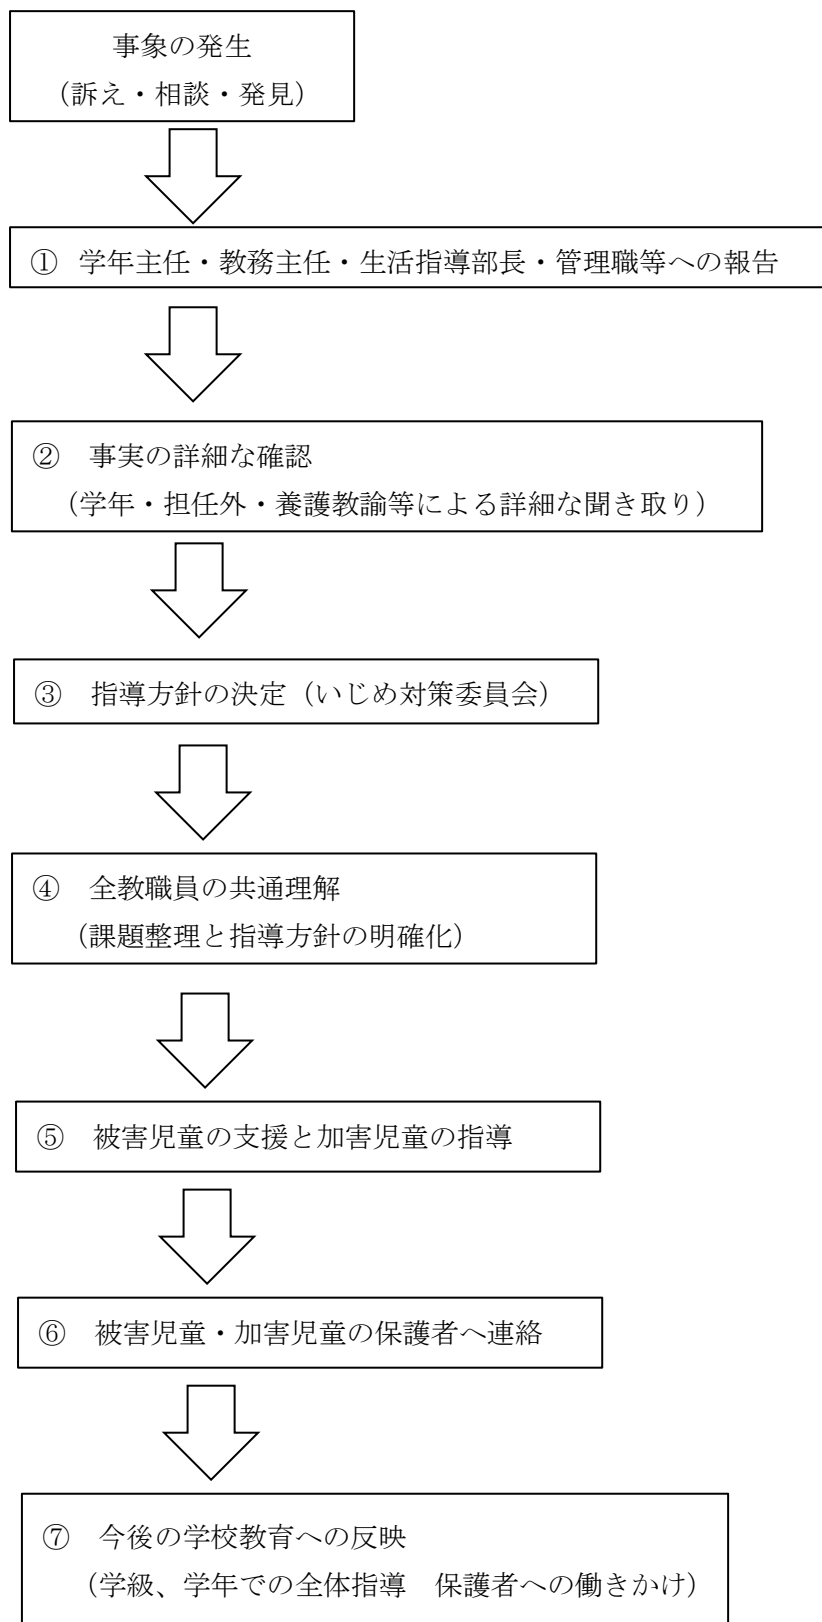 事象の発生
(訴え・相談・発見)
① 学年主任・教務主任・生活指導部長・管理職等への報告
② 事実の詳細な確認
(学年・担任外・養護教諭等による詳細な聞き取り)
③ 指導方針の決定(いじめ対策委員会)
④ 全教職員の共通理解
(課題整理と指導方針の明確化)
⑤ 被害児童の支援と加害児童の指導
⑥ 被害児童・加害児童の保護者へ連絡
⑦ 今後の学校教育への反映
(学級、学年での全体指導 保護者への働きかけ)